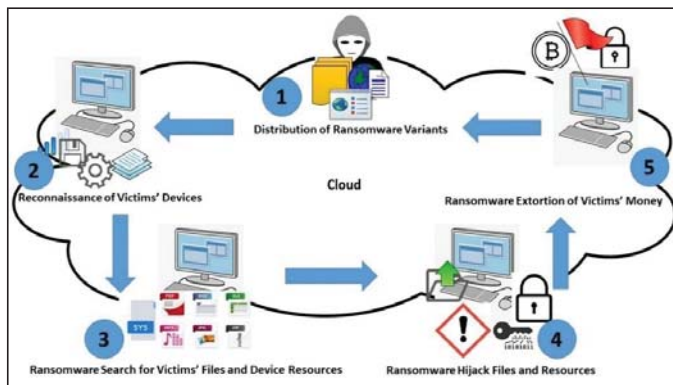 1
Distribution of Ransomware Variants
2
Reconnaissance of Victims' Devices
Cloud
5
Ransomware Extortion of Victims' Money
SYS
3
Ransomware Search for Victims' Files and Device Resources
4
Ransomware Hijack Files and Resources